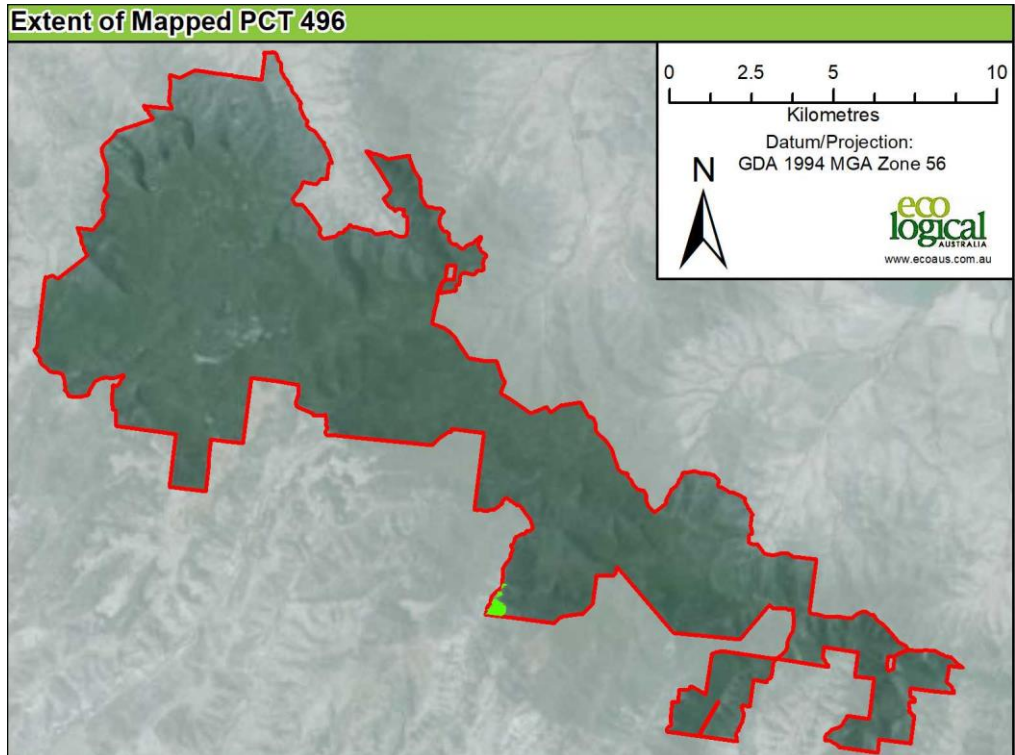 Extent of Mapped PCT 496
0 2.5 5 10
Kilometres
Datum/Projection:
GDA 1994 MGA Zone 56
N
eco
logical
AUSTRALIA
www.ecoaus.com.au